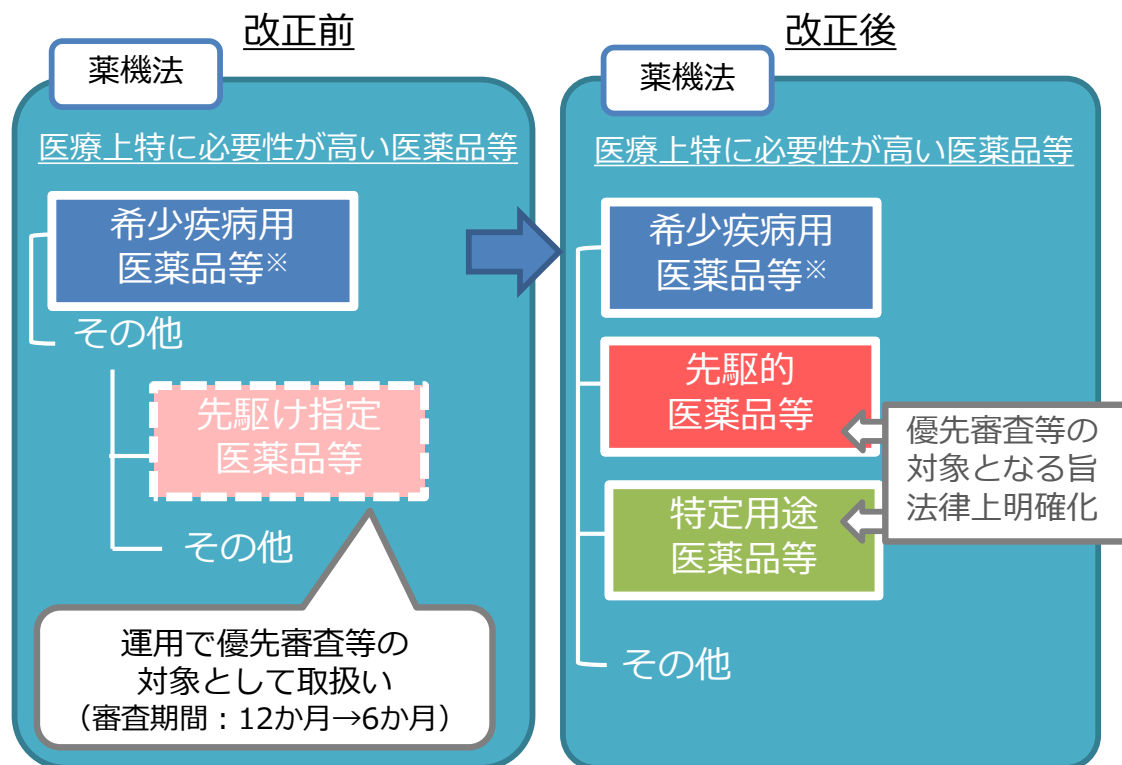 改正前
薬機法
医療上特に必要性が高い医薬品等
希少疾病用
医薬品等※
その他
先駆け指定
医薬品等
その他
運用で優先審査等の
対象として取扱い
（審査期間：12か月→6か月）
改正後
薬機法
医療上特に必要性が高い医薬品等
希少疾病用
医薬品等※
先駆的
医薬品等
優先審査等の
対象となる旨
法律上明確化
特定用途
医薬品等
その他